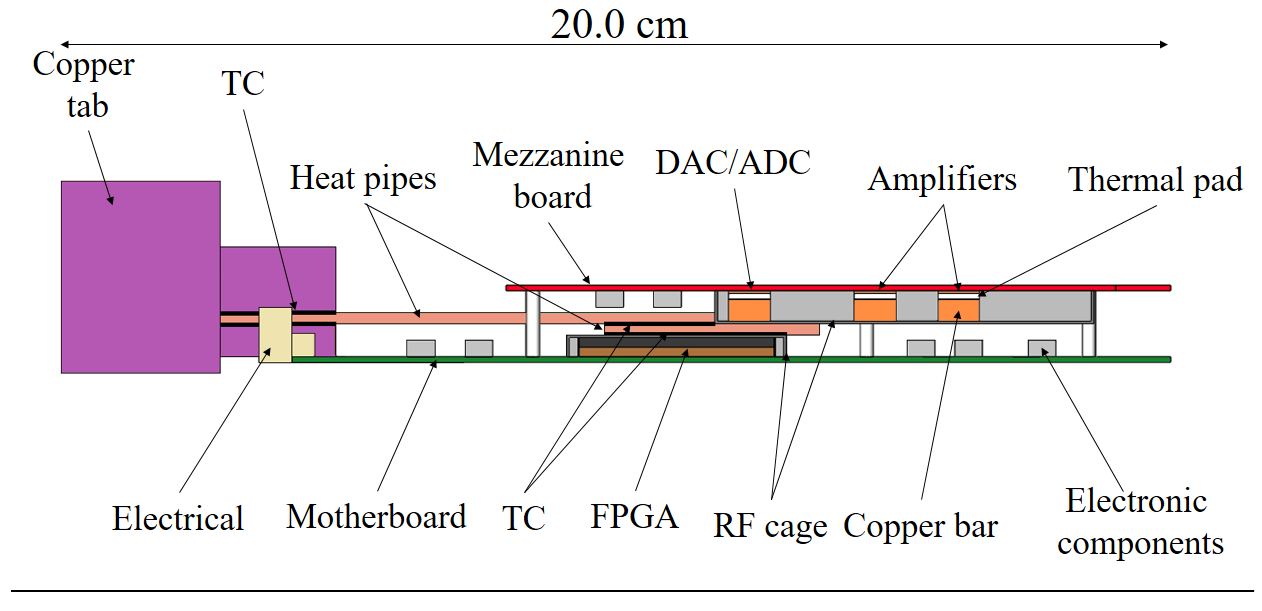 20.0 cm
Copper
tab
TC
Heat pipes
Mezzanine
board
DAC/ADC
Amplifiers
Thermal pad
Electrical
Motherboard
TC
FPGA
RF cage
Copper bar
Electronic
components